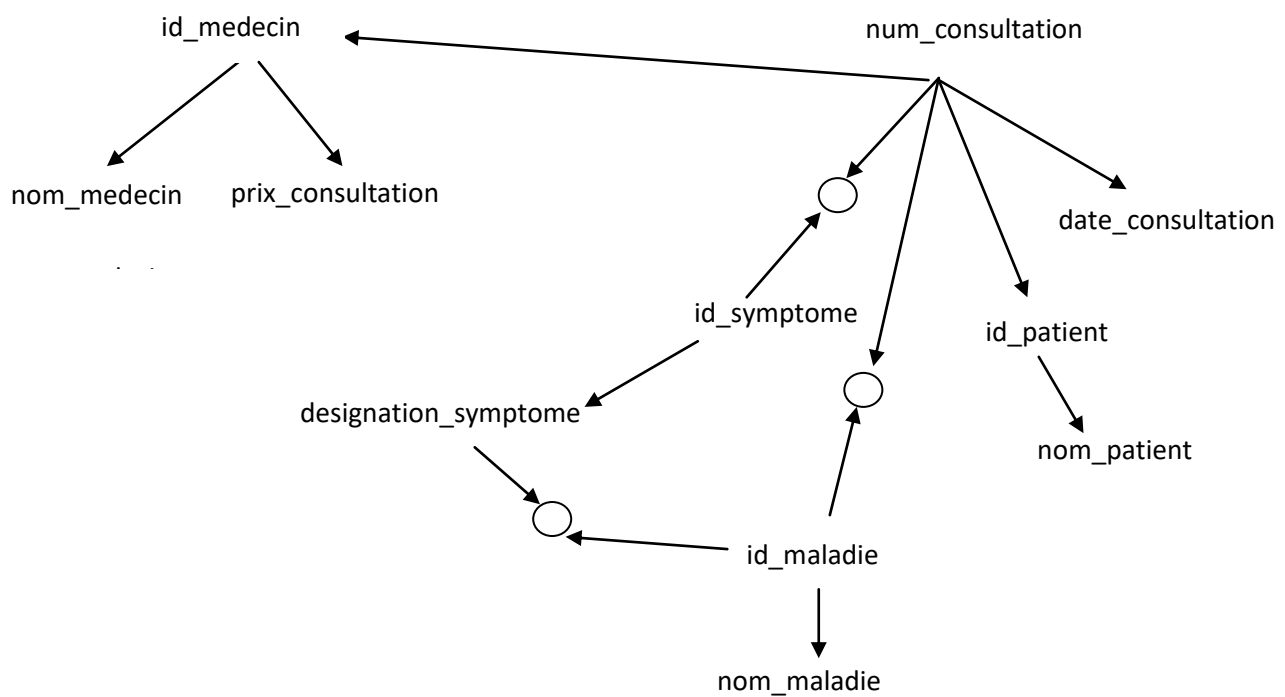 id_medecin
num_consultation
nom_medecin
prix_consultation
date_consultation
id_symptome
id_patient
designation_symptome
nom_patient
id_maladie
nom_maladie